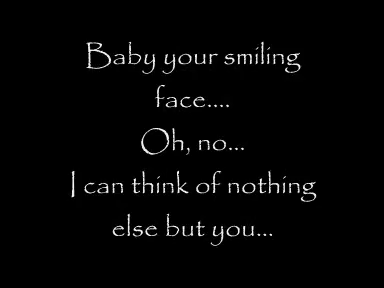 Baby your smiling
face....
Oh, no...
I can think of nothing
else but you...